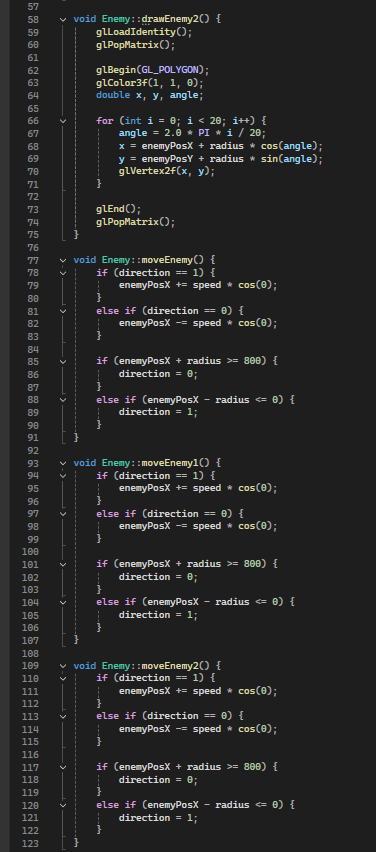 57
58 void Enemy::drawEnemy2() {
59 glLoadIdentity();
60 glPopMatrix();
61
62 glBegin(GL_POLYGON);
63 glColor3f(1, 1, 0);
64 double x, y, angle;
65
66 for (int i = 0; i < 20; i++) {
67 angle = 2.0 * PI * i / 20;
68 x = enemyPosX + radius * cos(angle);
69 y = enemyPosY + radius * sin(angle);
70 glVertex2f(x, y);
71 }
72
73 glEnd();
74 glPopMatrix();
75 }
76
77 void Enemy::moveEnemy() {
78 if (direction == 1) {
79 enemyPosX += speed * cos(0);
80 }
81 else if (direction == 0) {
82 enemyPosX -= speed * cos(0);
83 }
84
85 if (enemyPosX + radius >= 800) {
86 direction = 0;
87 }
88 else if (enemyPosX - radius <= 0) {
89 direction = 1;
90 }
91 }
92
93 void Enemy::moveEnemy1() {
94 if (direction == 1) {
95 enemyPosX += speed * cos(0);
96 }
97 else if (direction == 0) {
98 enemyPosX -= speed * cos(0);
99 }
100
101 if (enemyPosX + radius >= 800) {
102 direction = 0;
103 }
104 else if (enemyPosX - radius <= 0) {
105 direction = 1;
106 }
107 }
108
109 void Enemy::moveEnemy2() {
110 if (direction == 1) {
111 enemyPosX += speed * cos(0);
112 }
113 else if (direction == 0) {
114 enemyPosX -= speed * cos(0);
115 }
116
117 if (enemyPosX + radius >= 800) {
118 direction = 0;
119 }
120 else if (enemyPosX - radius <= 0) {
121 direction = 1;
122 }
123 }